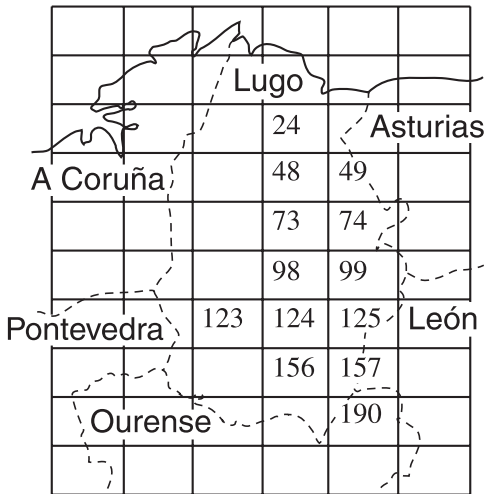 Lugo
24 Asturias
A Coruña 48 49
73 74
98 99
Pontevedra 123 124 125 León
156 157
Ourense 190